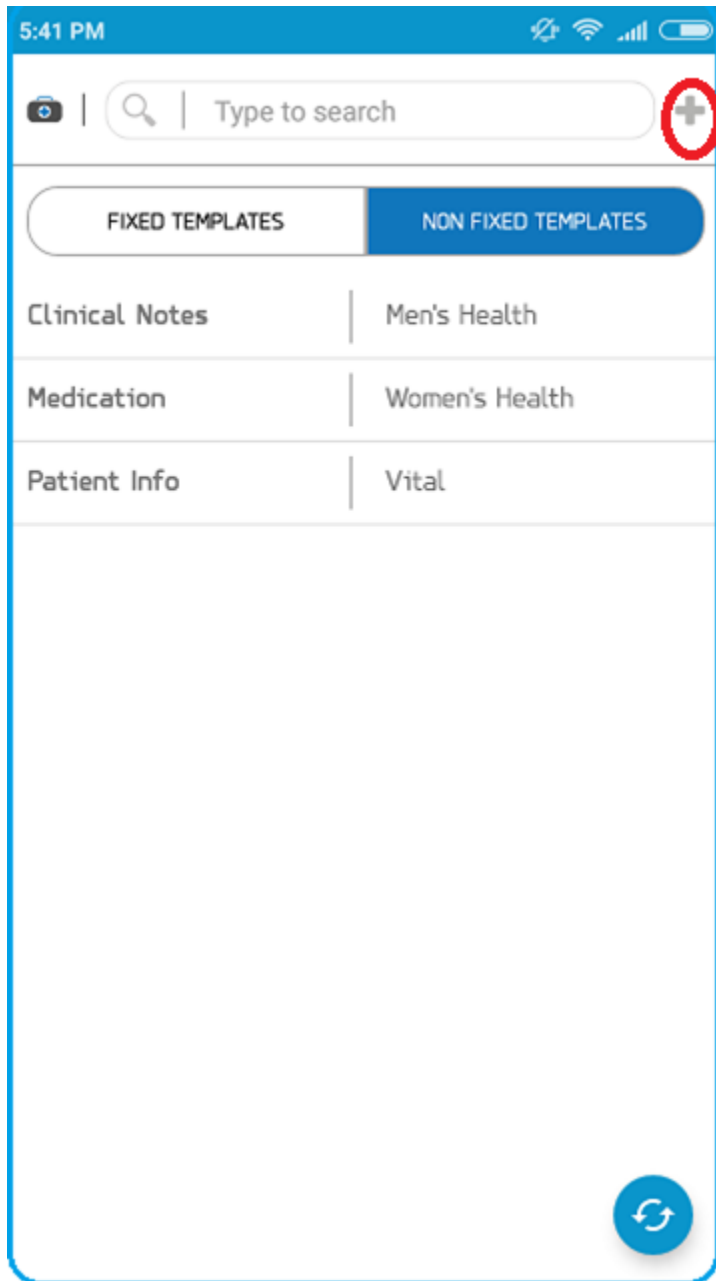 5:41 PM
Type to search
FIXED TEMPLATES NON FIXED TEMPLATES
Clinical Notes Men's Health
Medication Women's Health
Patient Info Vital